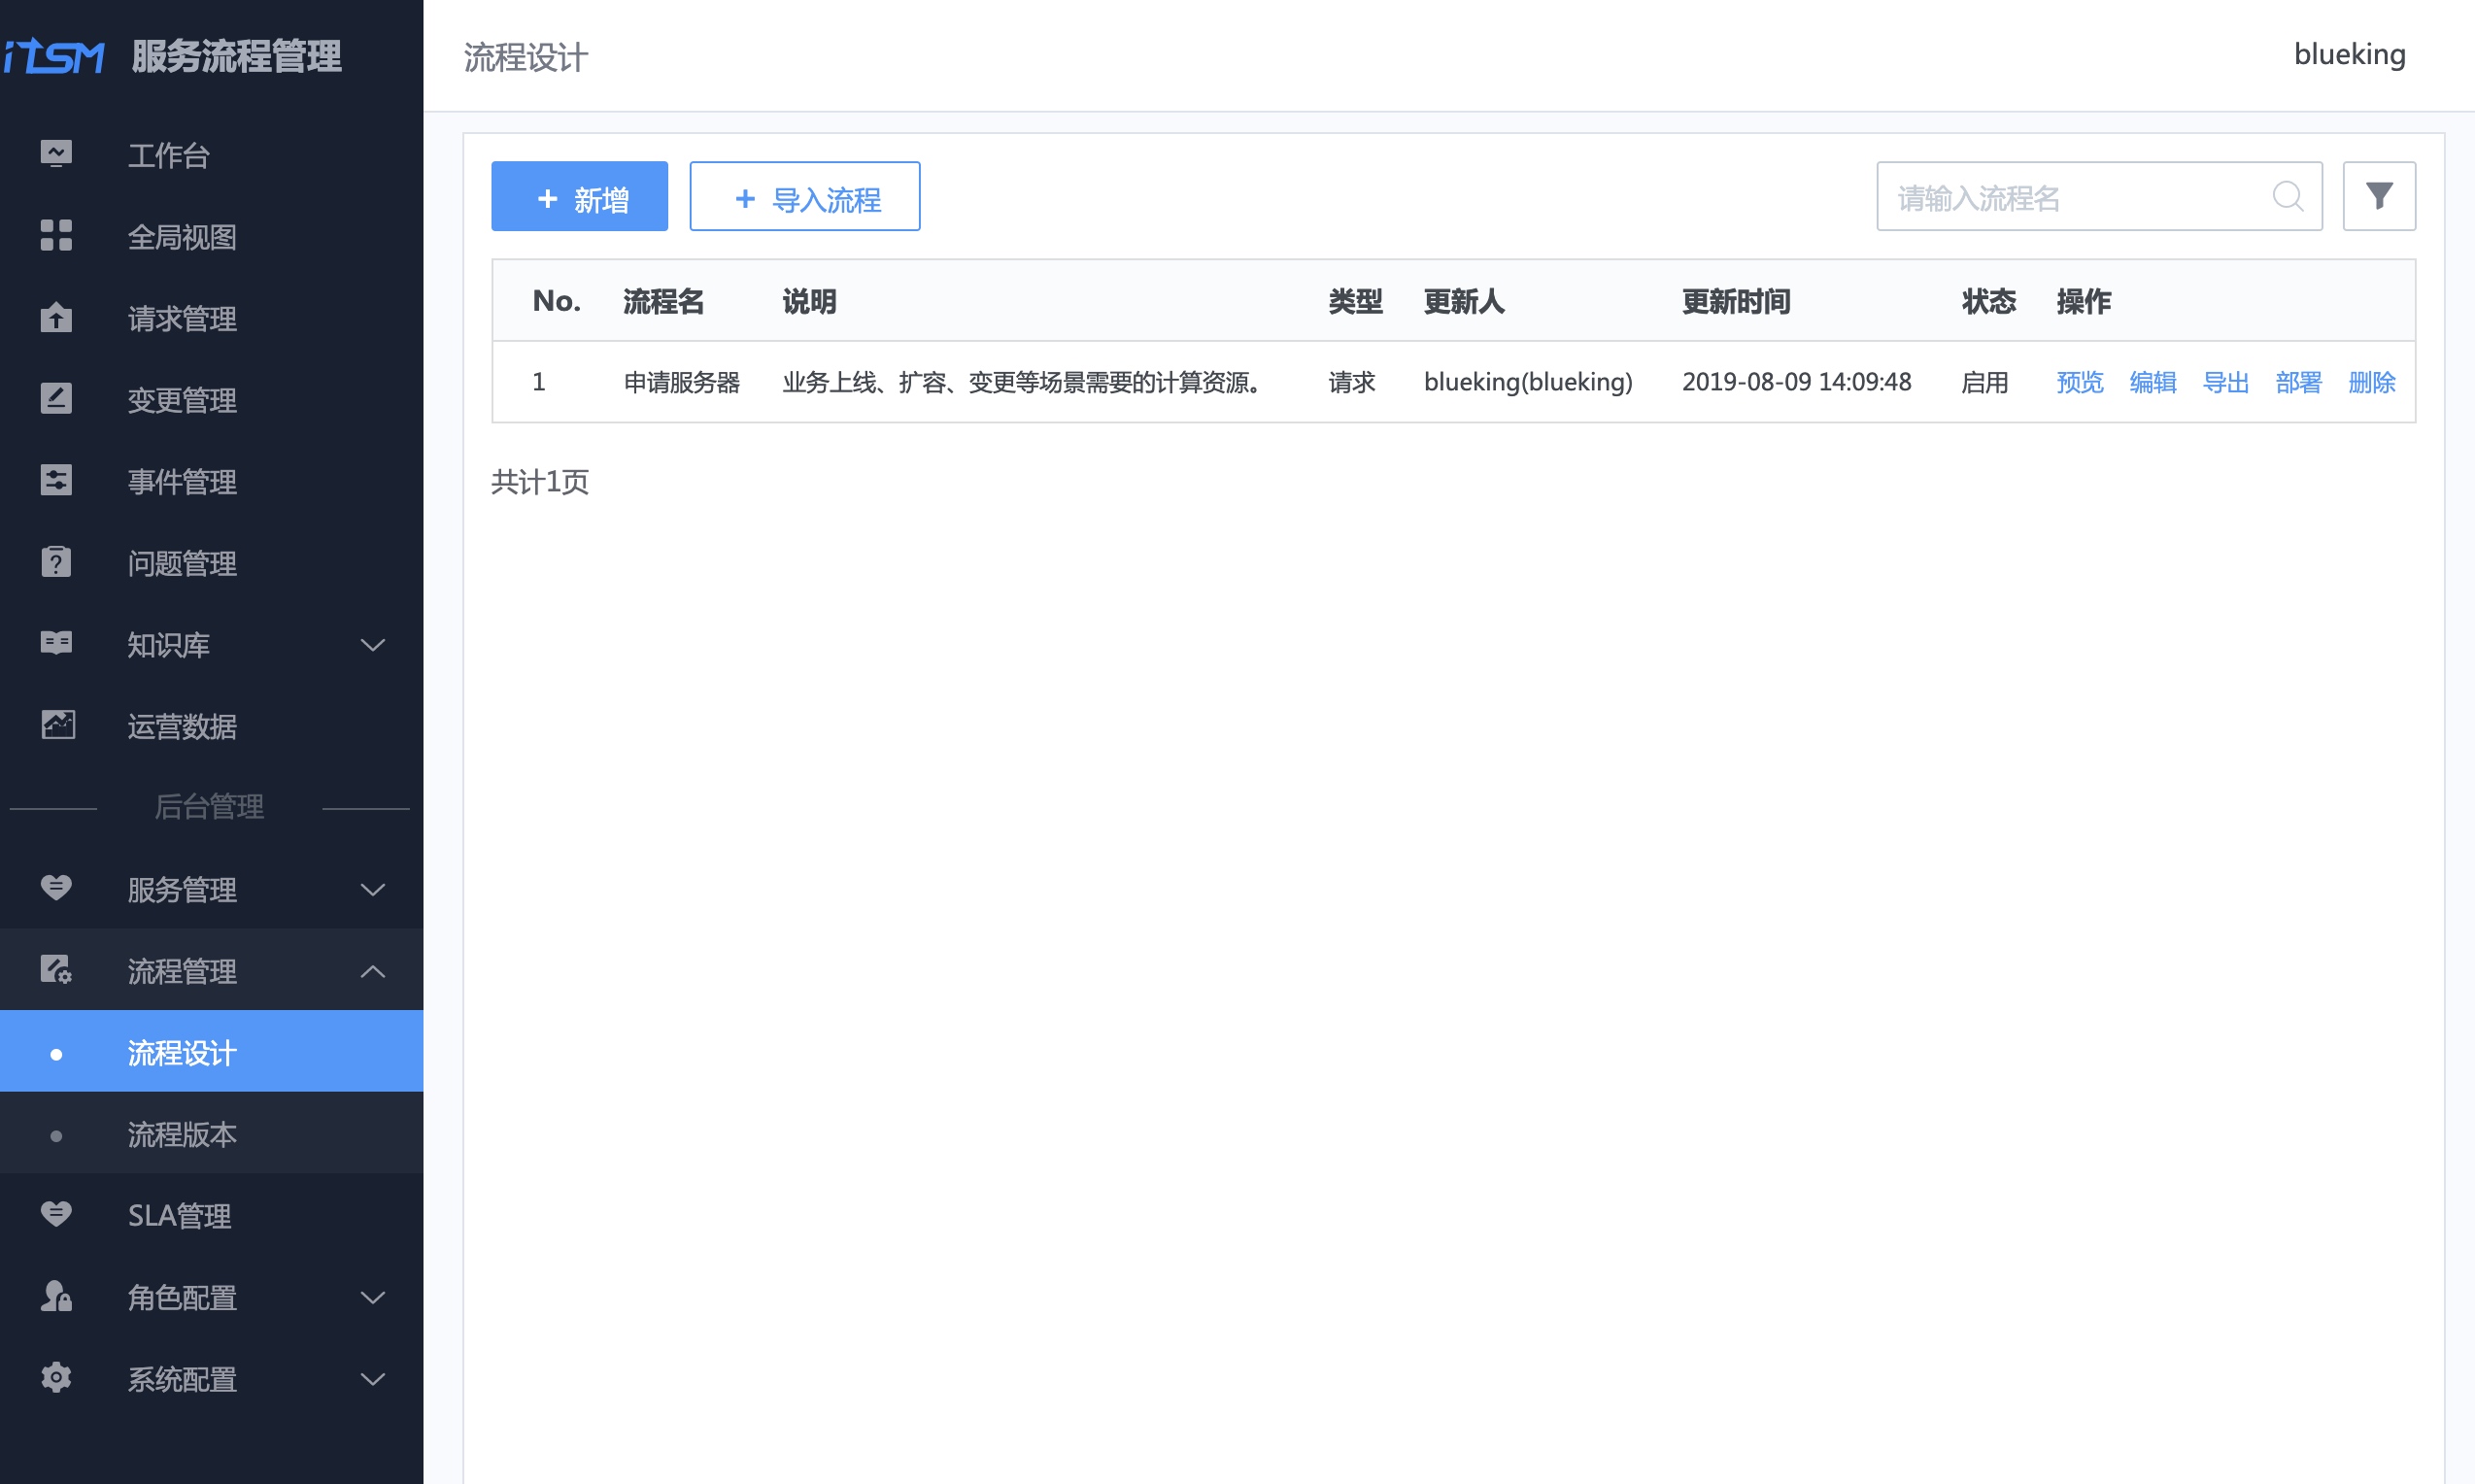 iTSM 服务流程管理
工作台
全局视图
请求管理
变更管理
事件管理
问题管理
知识库
运营数据
后台管理
服务管理
流程管理
流程设计
流程版本
SLA管理
角色配置
系统配置
流程设计 blueking
+ 新增 + 导入流程 请输入流程名
No. 流程名 说明 类型 更新人 更新时间 状态 操作
1 申请服务器 业务上线、扩容、变更等场景需要的计算资源。 请求 blueking(blueking) 2019-08-09 14:09:48 启用 预览 编辑 导出 部署 删除
共计1页